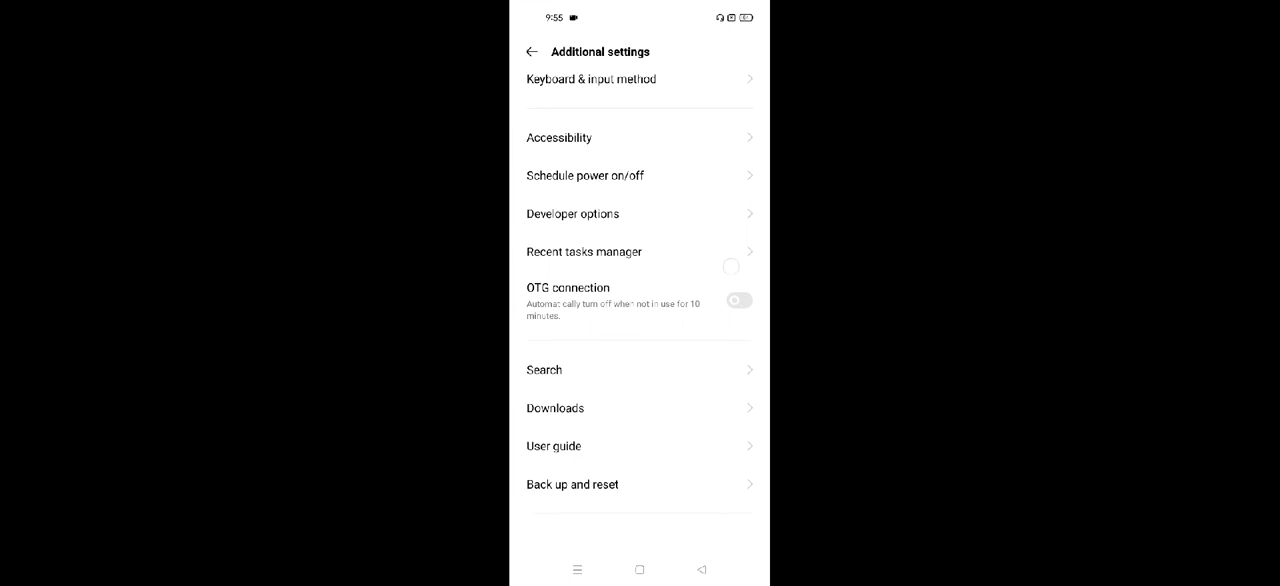 9:55
Additional settings
Keyboard & input method
Accessibility
Schedule power on/off
Developer options
Recent tasks manager
OTG connection
Automatically turn off when not in use for 10
minutes.
Search
Downloads
User guide
Back up and reset